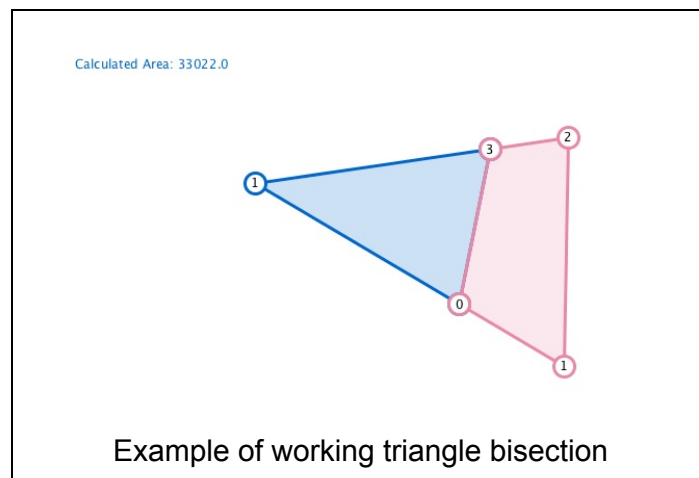 Calculated Area: 33022.0
2
3
1
0
1
Example of working triangle bisection